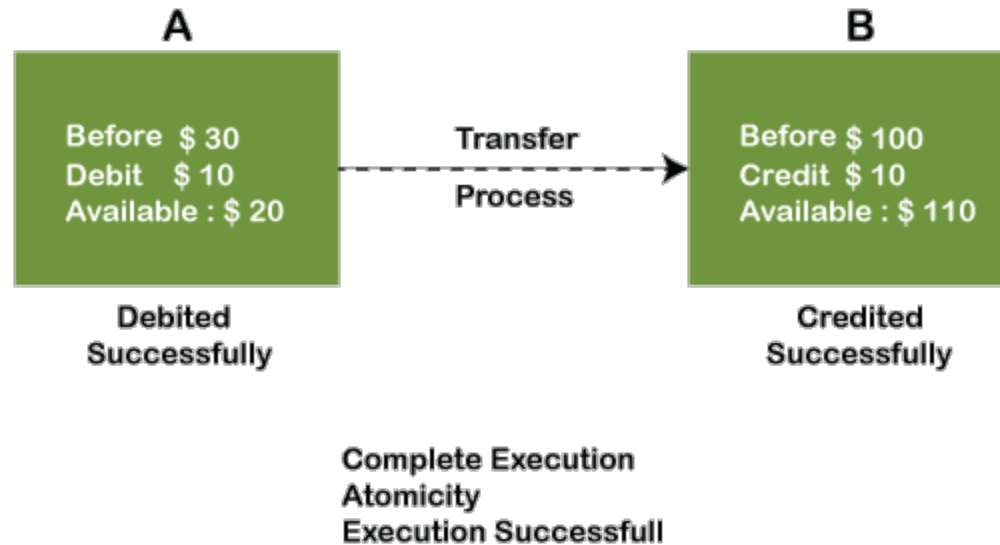 A
B
Before $ 30
Debit $ 10
Available : $ 20
Transfer
Process
Before $ 100
Credit $ 10
Available : $ 110
Debited
Successfully
Credited
Successfully
Complete Execution
Atomicity
Execution Successfull